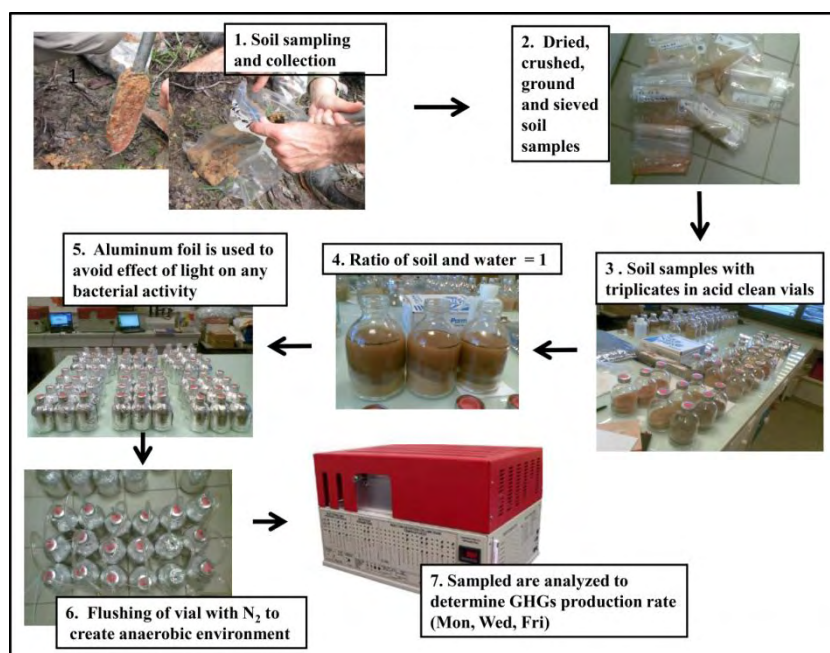 1
1. Soil sampling
and collection
2. Dried,
crushed,
ground
and sieved
soil
samples
3 . Soil samples with
triplicates in acid clean vials
4. Ratio of soil and water = 1
5. Aluminum foil is used to
avoid effect of light on any
bacterial activity
6. Flushing of vial with N₂ to
create anaerobic environment
7. Sampled are analyzed to
determine GHGs production rate
(Mon, Wed, Fri)